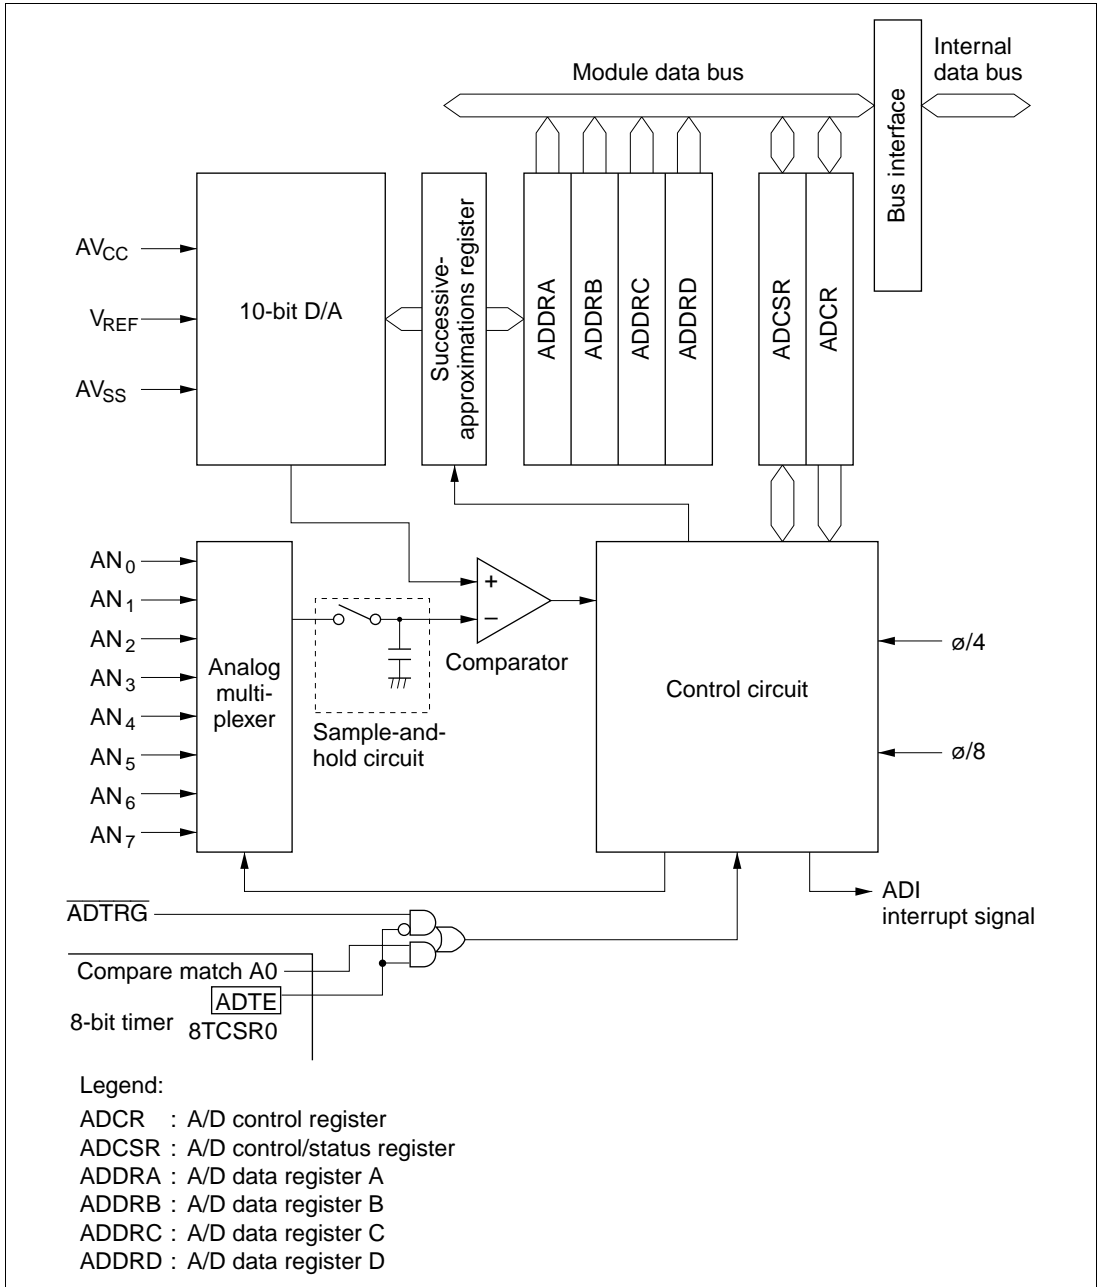 Internal
data bus
Module data bus
Bus interface
AVCC
VREF
AVSS
10-bit D/A
Successive-
approximations register
ADDRA
ADDRB
ADDRC
ADDRD
ADCSR
ADCR
AN0
AN1
AN2
AN3
AN4
AN5
AN6
AN7
Analog
multi-
plexer
Sample-and-
hold circuit
+
−
Comparator
Control circuit
ø/4
ø/8
ADI
interrupt signal
ADTRG
Compare match A0
ADTE
8-bit timer
8TCSR0
Legend:
ADCR : A/D control register
ADCSR : A/D control/status register
ADDRA : A/D data register A
ADDRB : A/D data register B
ADDRC : A/D data register C
ADDRD : A/D data register D